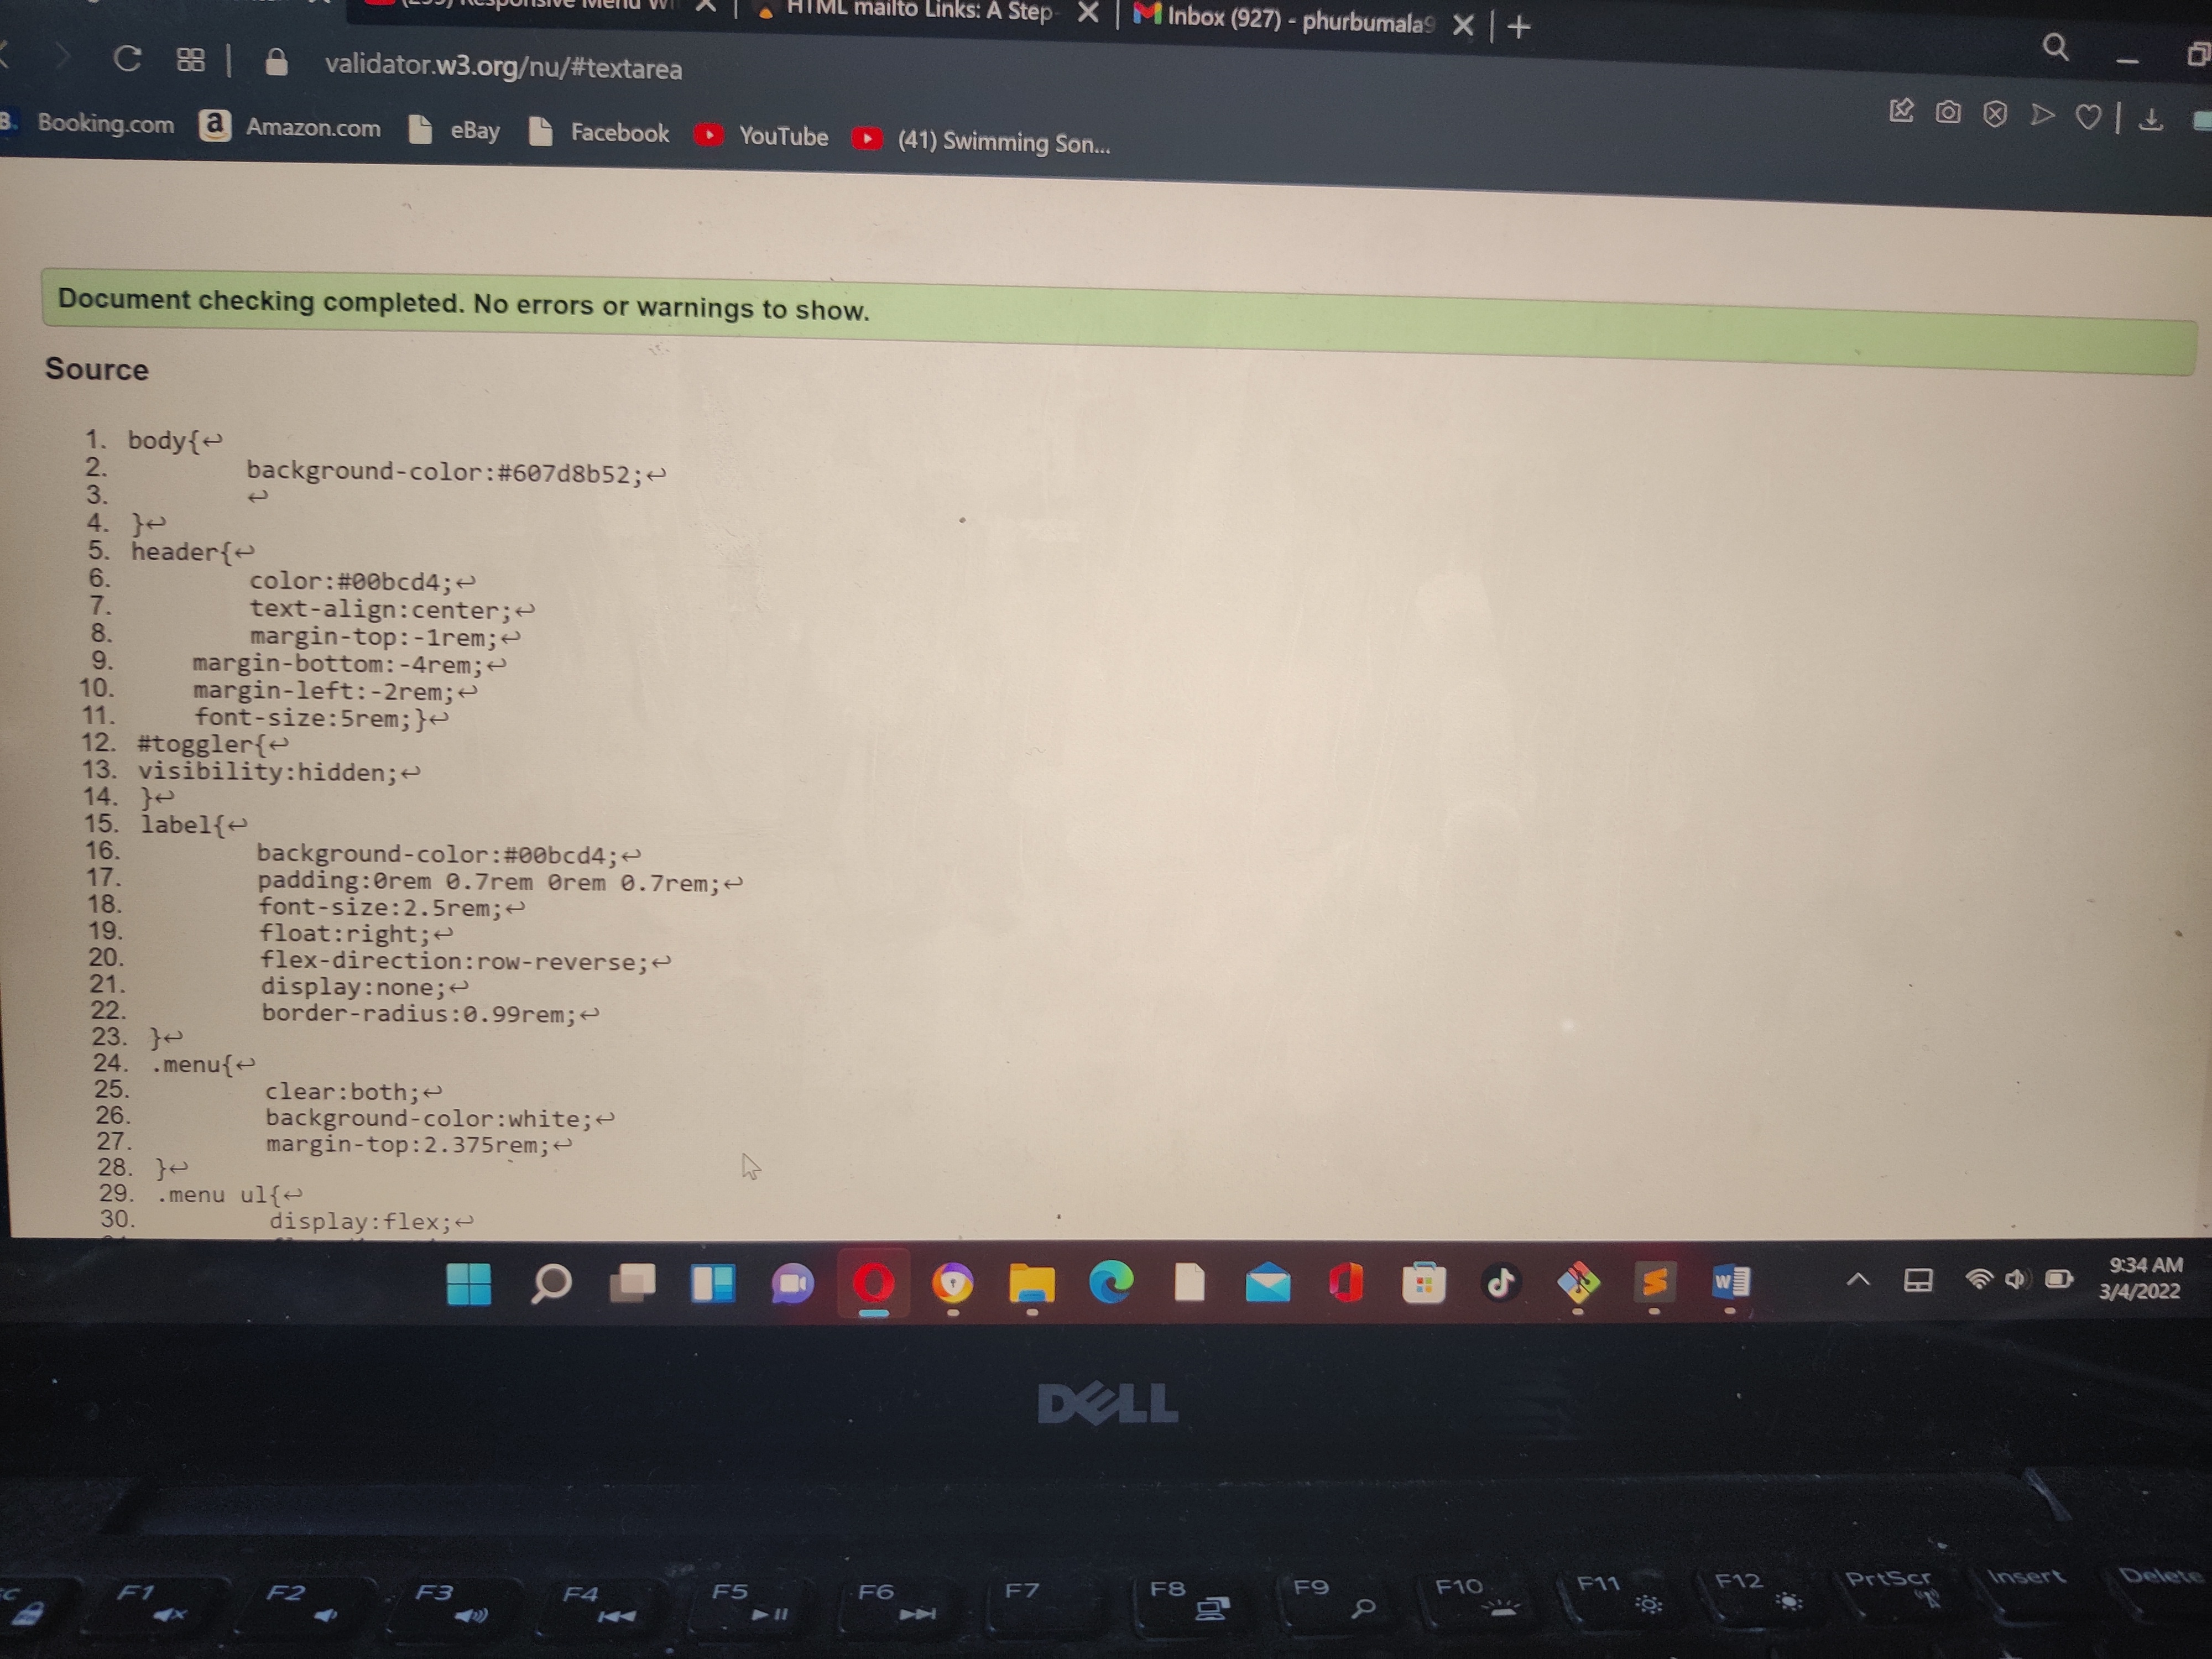 Responsive Menu Wi
HTML mailto Links: A Step
Inbox (927) - phurbumala9
validator.w3.org/nu/#textarea
B. Booking.com
a Amazon.com
eBay
Facebook
YouTube
(41) Swimming Son...
Document checking completed. No errors or warnings to show.
Source
1. body{↩
2. background-color:#607d8b52;↩
3. ↩
4. }↩
5. header{↩
6. color:#00bcd4;↩
7. text-align:center;↩
8. margin-top:-1rem;↩
9. margin-bottom:-4rem;↩
10. margin-left:-2rem;↩
11. font-size:5rem;}↩
12. #toggler{↩
13. visibility:hidden;↩
14. }↩
15. label{↩
16. background-color:#00bcd4;↩
17. padding:0rem 0.7rem 0rem 0.7rem;↩
18. font-size:2.5rem;↩
19. float:right;↩
20. flex-direction:row-reverse;↩
21. display:none;↩
22. border-radius:0.99rem;↩
23. }↩
24. .menu{↩
25. clear:both;↩
26. background-color:white;↩
27. margin-top:2.375rem;↩
28. }↩
29. .menu ul{↩
30. display:flex;↩
W
9:34 AM
3/4/2022
DELL
F1
F2
F3
F4
F5
F6
F7
F8
F9
F10
F11
F12
PrtScr
Insert
Delete